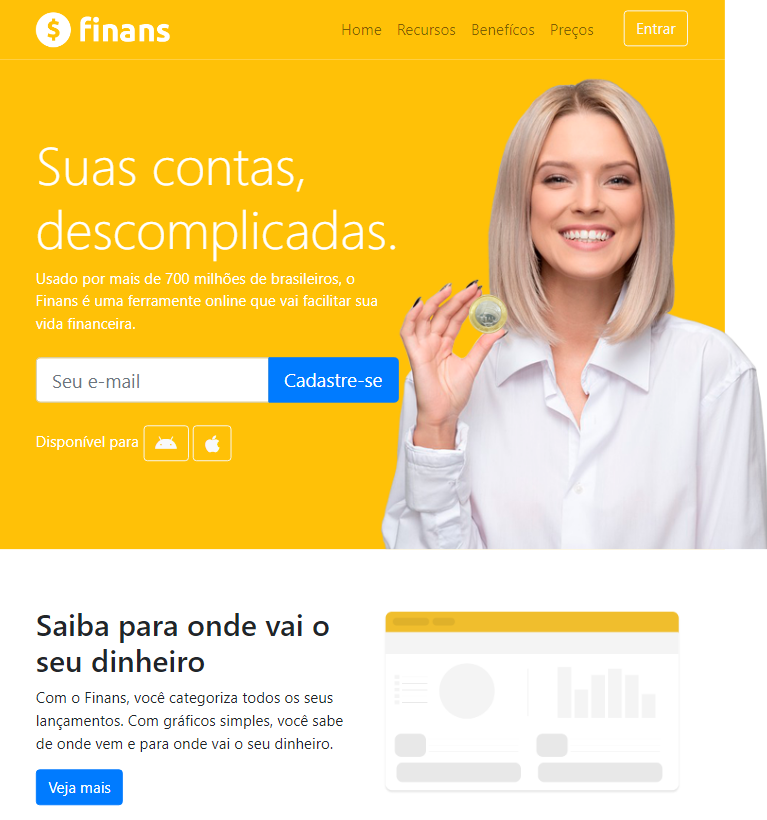 finans
Home Recursos Benefícos Preços Entrar
Suas contas,
descomplicadas.
Usado por mais de 700 milhões de brasileiros, o
Finans é uma ferramente online que vai facilitar sua
vida financeira.
Seu e-mail Cadastre-se
Disponível para
Saiba para onde vai o
seu dinheiro
Com o Finans, você categoriza todos os seus
lançamentos. Com gráficos simples, você sabe
de onde vem e para onde vai o seu dinheiro.
Veja mais